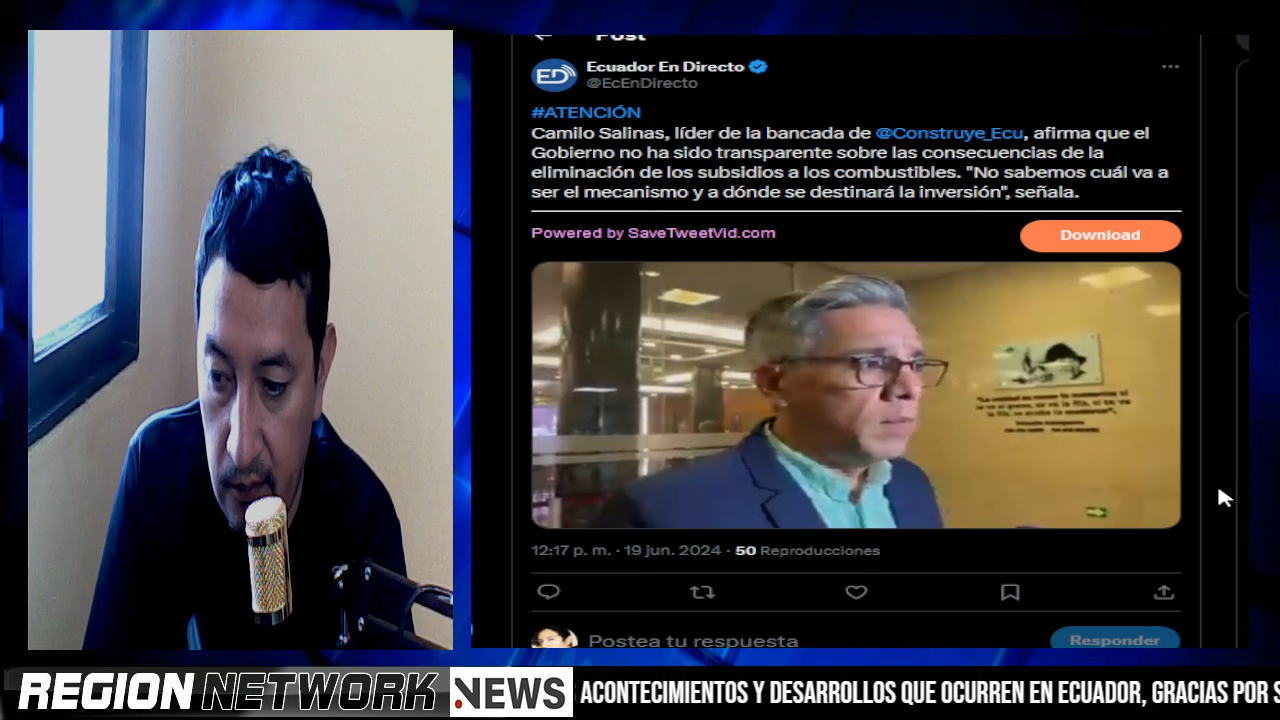 Post
Ecuador En Directo
@EcEnDirecto
#ATENCIÓN
Camilo Salinas, líder de la bancada de @Construye_Ecu, afirma que el
Gobierno no ha sido transparente sobre las consecuencias de la
eliminación de los subsidios a los combustibles. "No sabemos cuál va a
ser el mecanismo y a dónde se destinará la inversión", señala.
Powered by SaveTweetVid.com
Download
12:17 p. m. · 19 jun. 2024 · 50 Reproducciones
Postea tu respuesta
Responder
REGION NETWORK NEWS
ACONTECIMIENTOS Y DESARROLLOS QUE OCURREN EN ECUADOR, GRACIAS POR S